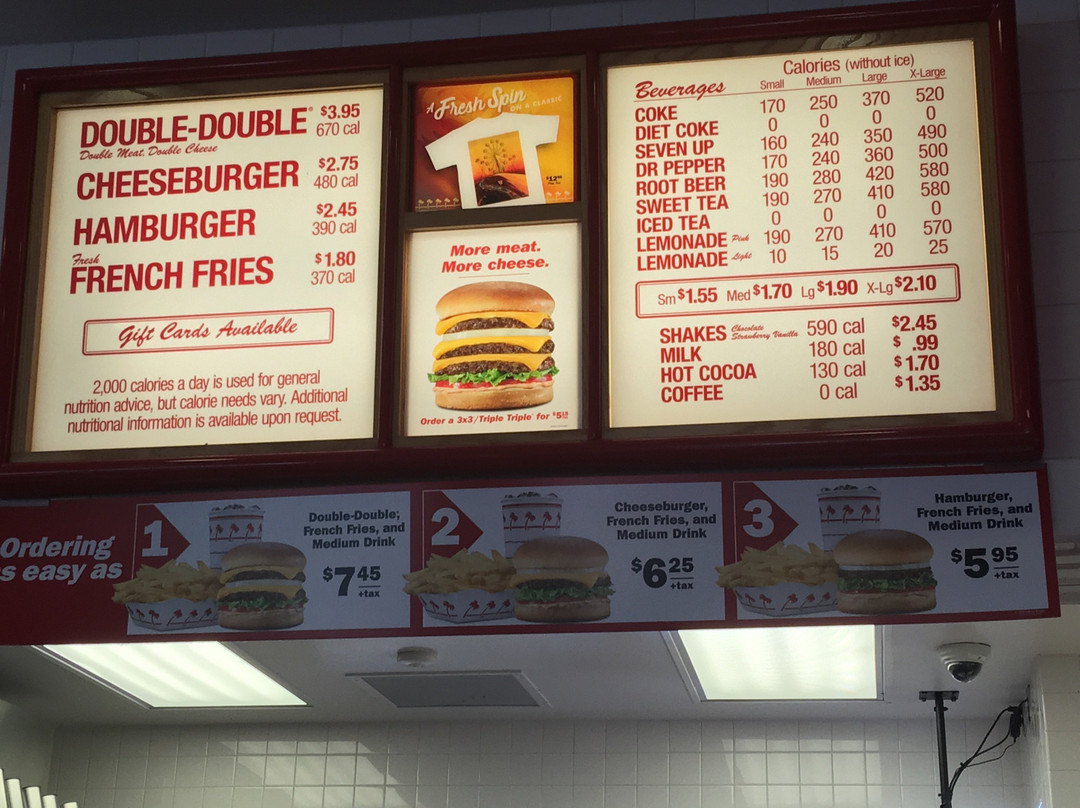 DOUBLE-DOUBLE® $3.95
Double Meat. Double Cheese 670 cal
CHEESEBURGER $2.75
480 cal
HAMBURGER $2.45
390 cal
Fresh
FRENCH FRIES $1.80
370 cal
Gift Cards Available
2,000 calories a day is used for general
nutrition advice, but calorie needs vary. Additional
nutritional information is available upon request.
A Fresh Spin
ON A CLASSIC
More meat.
More cheese.
Order a 3x3/Triple Triple® for
Calories (without ice)
Beverages Small Medium Large X-Large
COKE 170 250 370 520
DIET COKE 0 0 0 0
SEVEN UP 160 240 350 490
DR PEPPER 170 240 360 500
ROOT BEER 190 280 420 580
SWEET TEA 190 270 410 580
ICED TEA 0 0 0 0
LEMONADE Pink 190 270 410 570
LEMONADE Light 10 15 20 25
Sm $1.55 Med $1.70 Lg $1.90 X-Lg $2.10
SHAKES Chocolate Strawberry Vanilla 590 cal $2.45
MILK 180 cal $ .99
HOT COCOA 130 cal $1.70
COFFEE 0 cal $1.35
Ordering
s easy as
1
Double-Double,®
French Fries, and
Medium Drink
$7.45
+tax
2
Cheeseburger,
French Fries, and
Medium Drink
$6.25
+tax
3
Hamburger,
French Fries, and
Medium Drink
$5.95
+tax